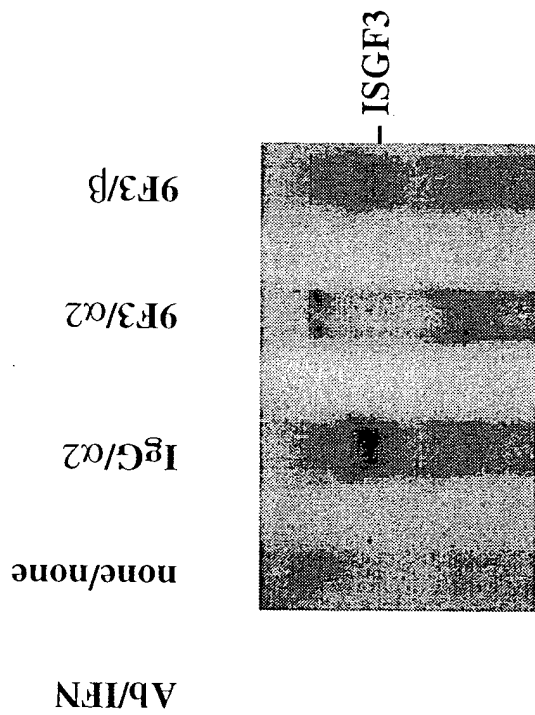 Ab/IFN
none/none
IgG/α2
9F3/α2
9F3/β
ISGF3